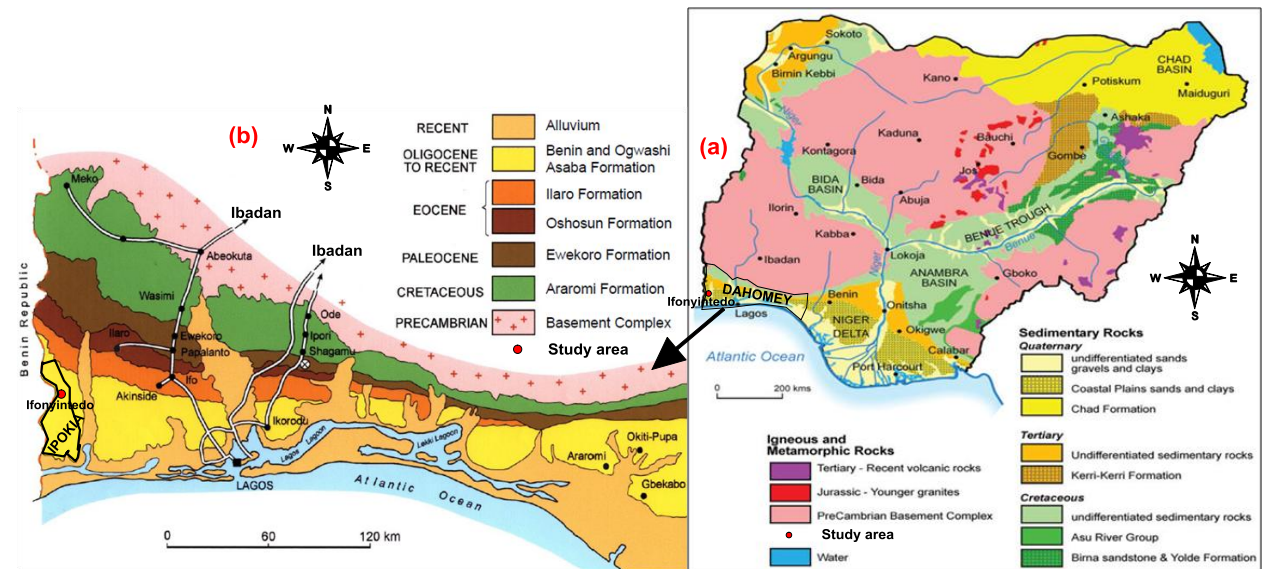 (b)
N
W
E
S
RECENT
Alluvium
OLIGOCENE
TO RECENT
Benin and Ogwashi
Asaba Formation
EOCENE
Ilaro Formation
Oshosun Formation
PALEOCENE
Ewekoro Formation
CRETACEOUS
Araromi Formation
PRECAMBRIAN
Basement Complex
Study area
Meko
Ibadan
Ibadan
Abeokuta
Benin Republic
Wasimi
Ode
Ilaro
Ewekoro
Ipori
Papalanto
Shagamu
Ifo
Akinside
Ifonyintedo
IPOKIA
Ikorodu
Lagos Lagoon
Lekki Lagoon
Okiti-Pupa
Araromi
Gbekabo
LAGOS
Atlantic Ocean
0
60
120 km
(a)
Sokoto
Argungu
Birnin Kebbi
Kano
CHAD
BASIN
Potiskum
Maiduguri
Niger
Kaduna
Bauchi
Ashaka
Kontagora
Gombe
Jos
BIDA
BASIN
Bida
Abuja
Ilorin
BENUE TROUGH
Benue
Kabba
Lokoja
Ibadan
Niger
ANAMBRA
BASIN
Gboko
N
W
E
S
DAHOMEY
Ifonyintedo
Lagos
Benin
Onitsha
NIGER
DELTA
Okigwe
Calabar
Port Harcourt
Atlantic Ocean
0
200 kms
Sedimentary Rocks
Quaternary
undifferentiated sands
gravels and clays
Coastal Plains sands and clays
Chad Formation
Tertiary
Undifferentiated sedimentary rocks
Kerri-Kerri Formation
Cretaceous
undifferentiated sedimentary rocks
Asu River Group
Birna sandstone & Yolde Formation
Igneous and
Metamorphic Rocks
Tertiary - Recent volcanic rocks
Jurassic - Younger granites
PreCambrian Basement Complex
Study area
Water